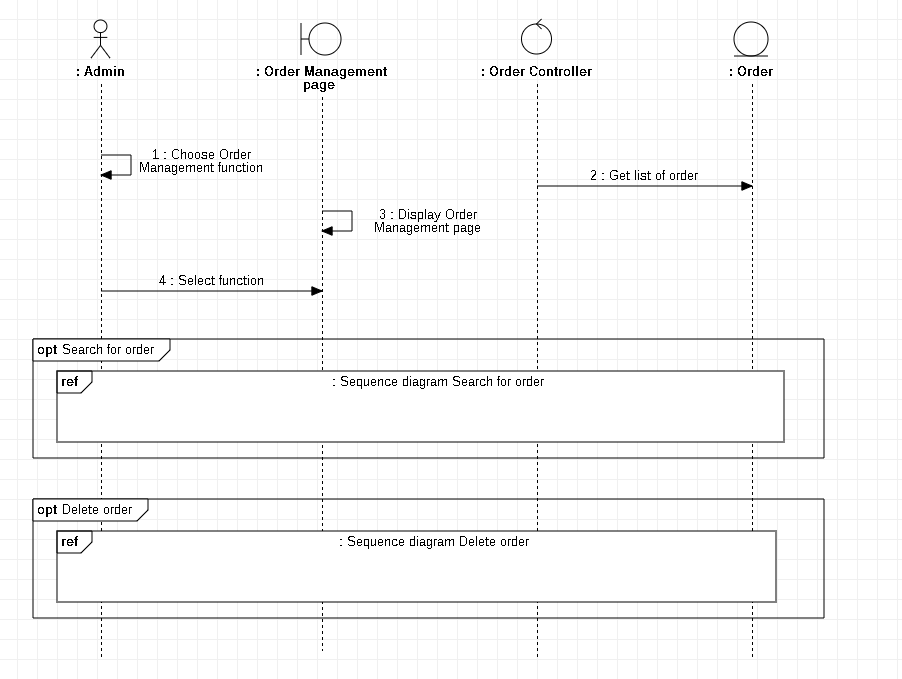 : Admin
: Order Management
page
: Order Controller
: Order
1 : Choose Order
Management function
2 : Get list of order
3 : Display Order
Management page
4 : Select function
opt Search for order
ref
: Sequence diagram Search for order
opt Delete order
ref
: Sequence diagram Delete order